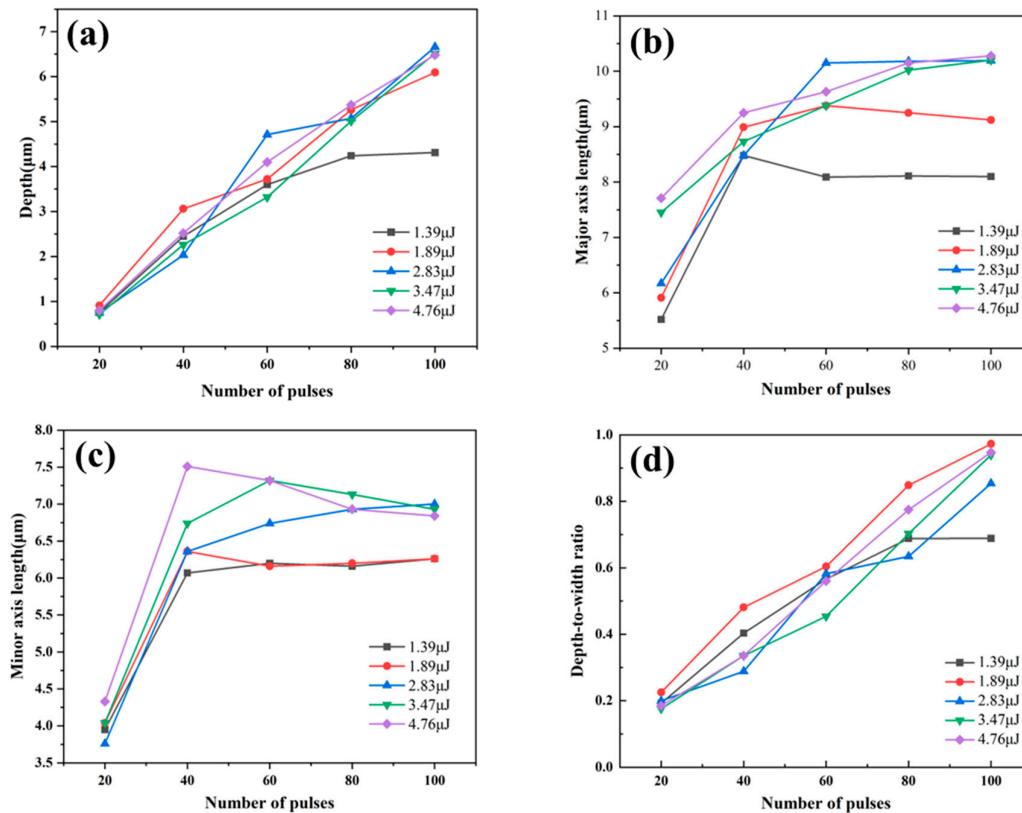 (a)
Depth(μm)
7
6
5
4
3
2
1
0
20 40 60 80 100
Number of pulses
1.39μJ
1.89μJ
2.83μJ
3.47μJ
4.76μJ
(b)
Major axis length(μm)
11
10
9
8
7
6
5
20 40 60 80 100
Number of pulses
1.39μJ
1.89μJ
2.83μJ
3.47μJ
4.76μJ
(c)
Minor axis length(μm)
8.0
7.5
7.0
6.5
6.0
5.5
5.0
4.5
4.0
3.5
20 40 60 80 100
Number of pulses
1.39μJ
1.89μJ
2.83μJ
3.47μJ
4.76μJ
(d)
Depth-to-width ratio
1.0
0.8
0.6
0.4
0.2
0.0
20 40 60 80 100
Number of pulses
1.39μJ
1.89μJ
2.83μJ
3.47μJ
4.76μJ